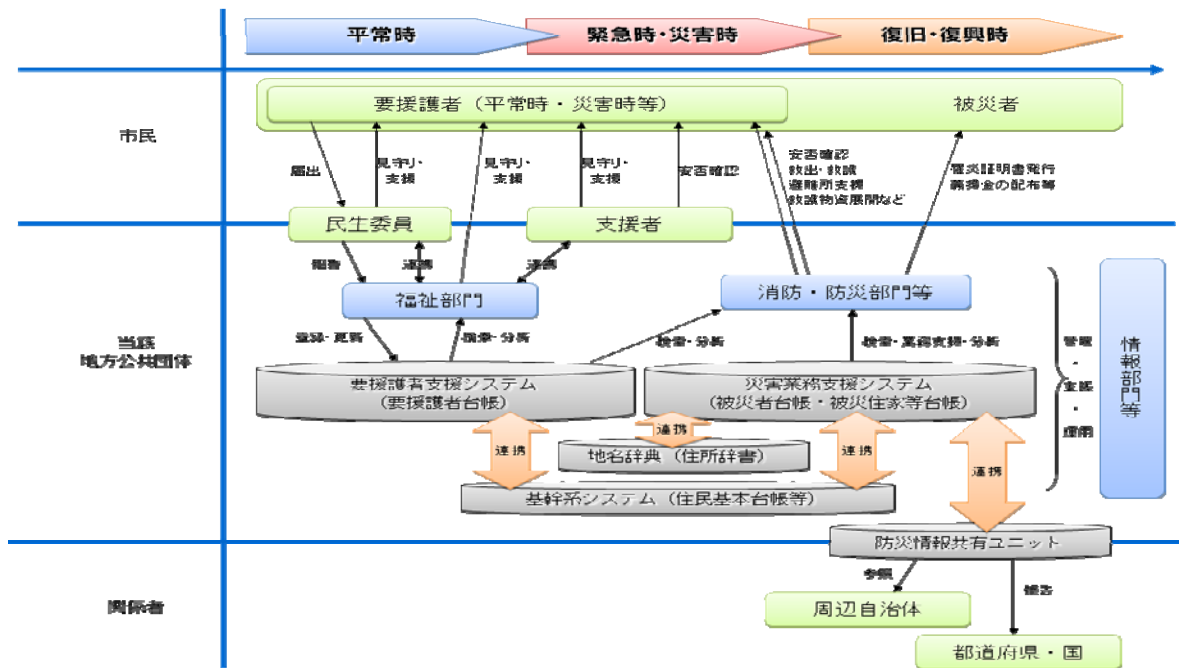 平常時
緊急時・災害時
復旧・復興時
市民
要援護者（平常時・災害時等）
被災者
届出
見守り・
支援
見守り・
支援
見守り・
支援
安否確認
安否確認
救出・救護
避難所支援
救護物資展開など
罹災証明書発行
義援金の配布等
民生委員
支援者
報告
連携
連携
福祉部門
消防・防災部門等
当該
地方公共団体
登録・更新
検索・分析
検索・分析
検索・業務支援・分析
要援護者支援システム
（要援護者台帳）
災害業務支援システム
（被災者台帳・被災住家等台帳）
管理
・
主管
・
運用
情報部門等
連携
連携
連携
連携
地名辞典（住所辞書）
基幹系システム（住民基本台帳等）
防災情報共有ユニット
関係者
参照
報告
周辺自治体
都道府県・国